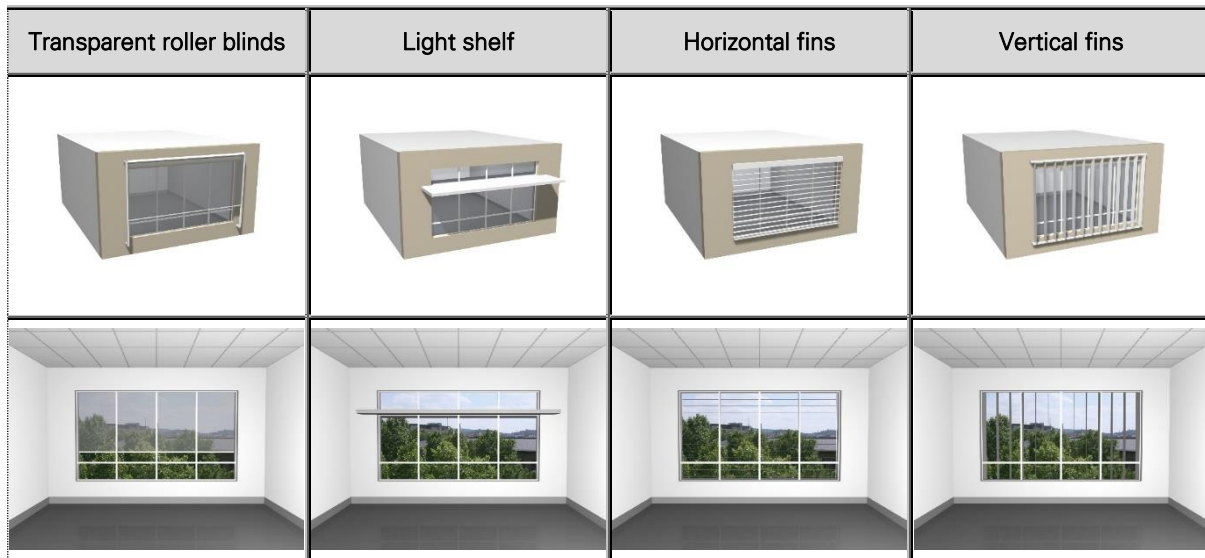 Transparent roller blinds
Light shelf
Horizontal fins
Vertical fins